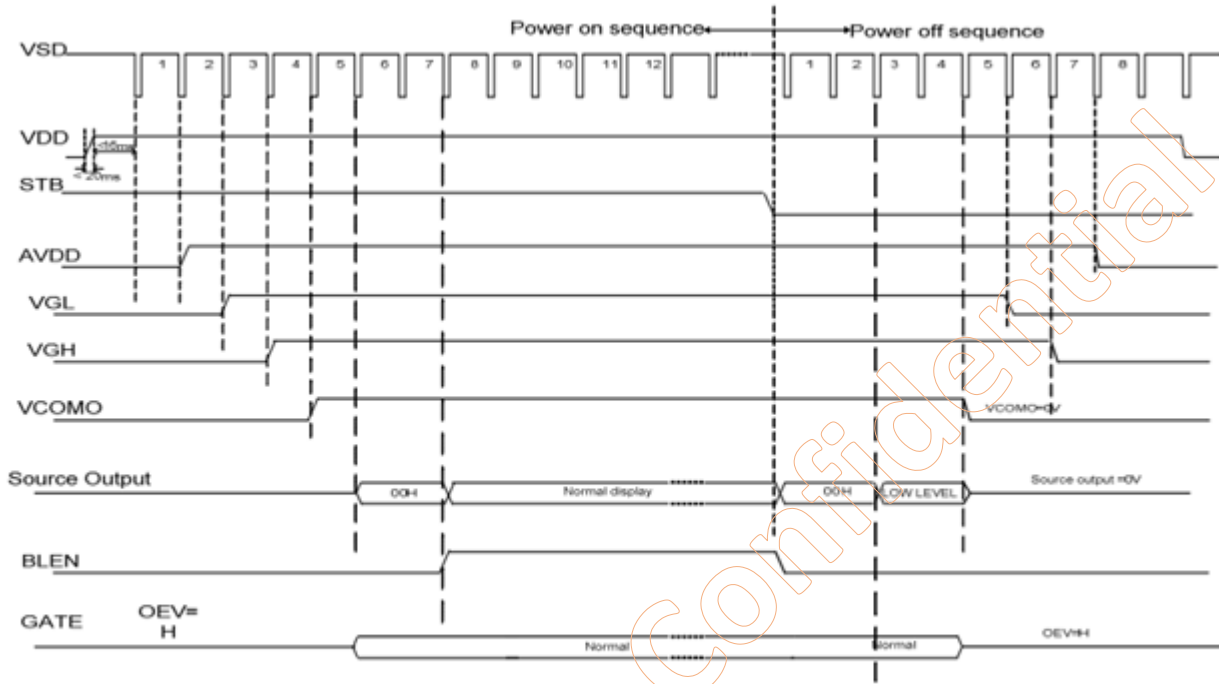 Power on sequence
Power off sequence
VSD
1 2 3 4 5 6 7 8 9 10 11 12 1 2 3 4 5 6 7 8
VDD
< 20ms
STB
AVDD
VGL
VGH
VCOMO
VCOMO=0V
Source Output
00H
Normal display
00H
LOW LEVEL
Source output =0V
BLEN
GATE
OEV=
H
Normal
Normal
OEV=H
Confidential